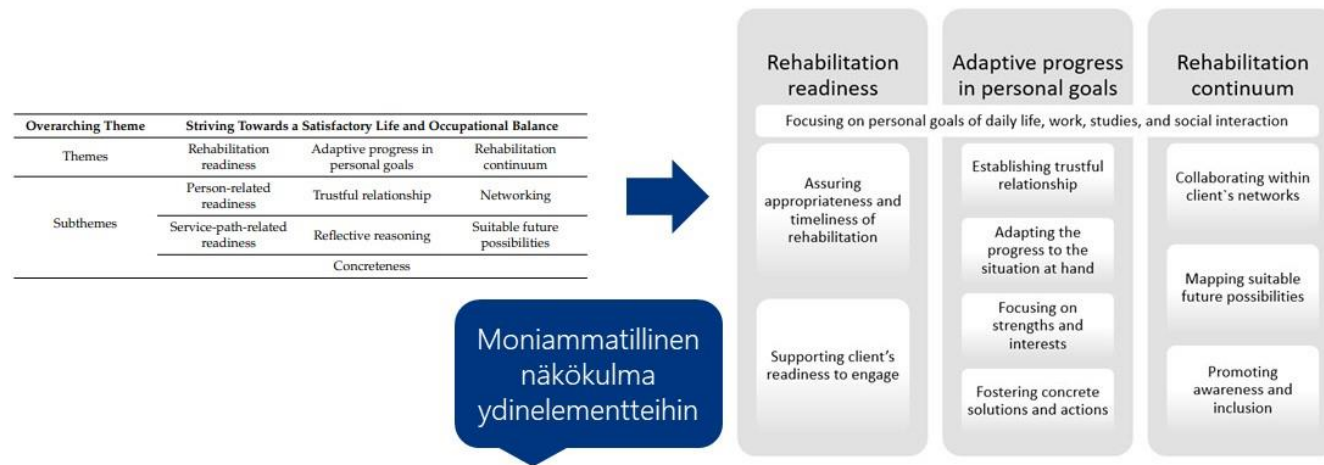 Overarching Theme Striving Towards a Satisfactory Life and Occupational Balance
Themes Rehabilitation readiness Adaptive progress in personal goals Rehabilitation continuum
Subthemes Person-related readiness Trustful relationship Networking
Service-path-related readiness Reflective reasoning Suitable future possibilities
Concreteness
Moniammatillinen
näkökulma
ydinelementteihin
Rehabilitation
readiness
Adaptive progress
in personal goals
Rehabilitation
continuum
Focusing on personal goals of daily life, work, studies, and social interaction
Assuring
appropriateness and
timeliness of
rehabilitation
Supporting client’s
readiness to engage
Establishing trustful
relationship
Adapting the
progress to the
situation at hand
Focusing on
strengths and
interests
Fostering concrete
solutions and actions
Collaborating within
client`s networks
Mapping suitable
future possibilities
Promoting
awareness and
inclusion